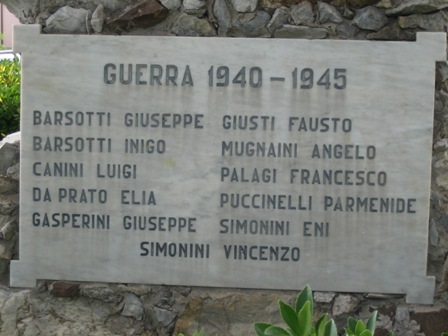 GUERRA 1940-1945
BARSOTTI GIUSEPPE GIUSTI FAUSTO
BARSOTTI INIGO MUGNAINI ANGELO
CANINI LUIGI PALAGI FRANCESCO
DA PRATO ELIA PUCCINELLI PARMENIDE
GASPERINI GIUSEPPE SIMONINI ENI
SIMONINI VINCENZO